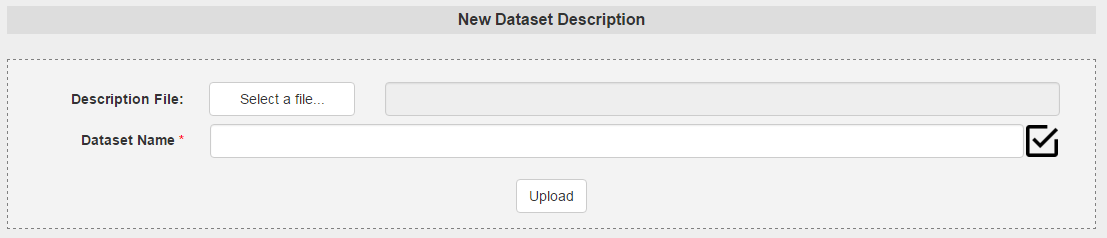 New Dataset Description
Description File: Select a file...
Dataset Name *
Upload